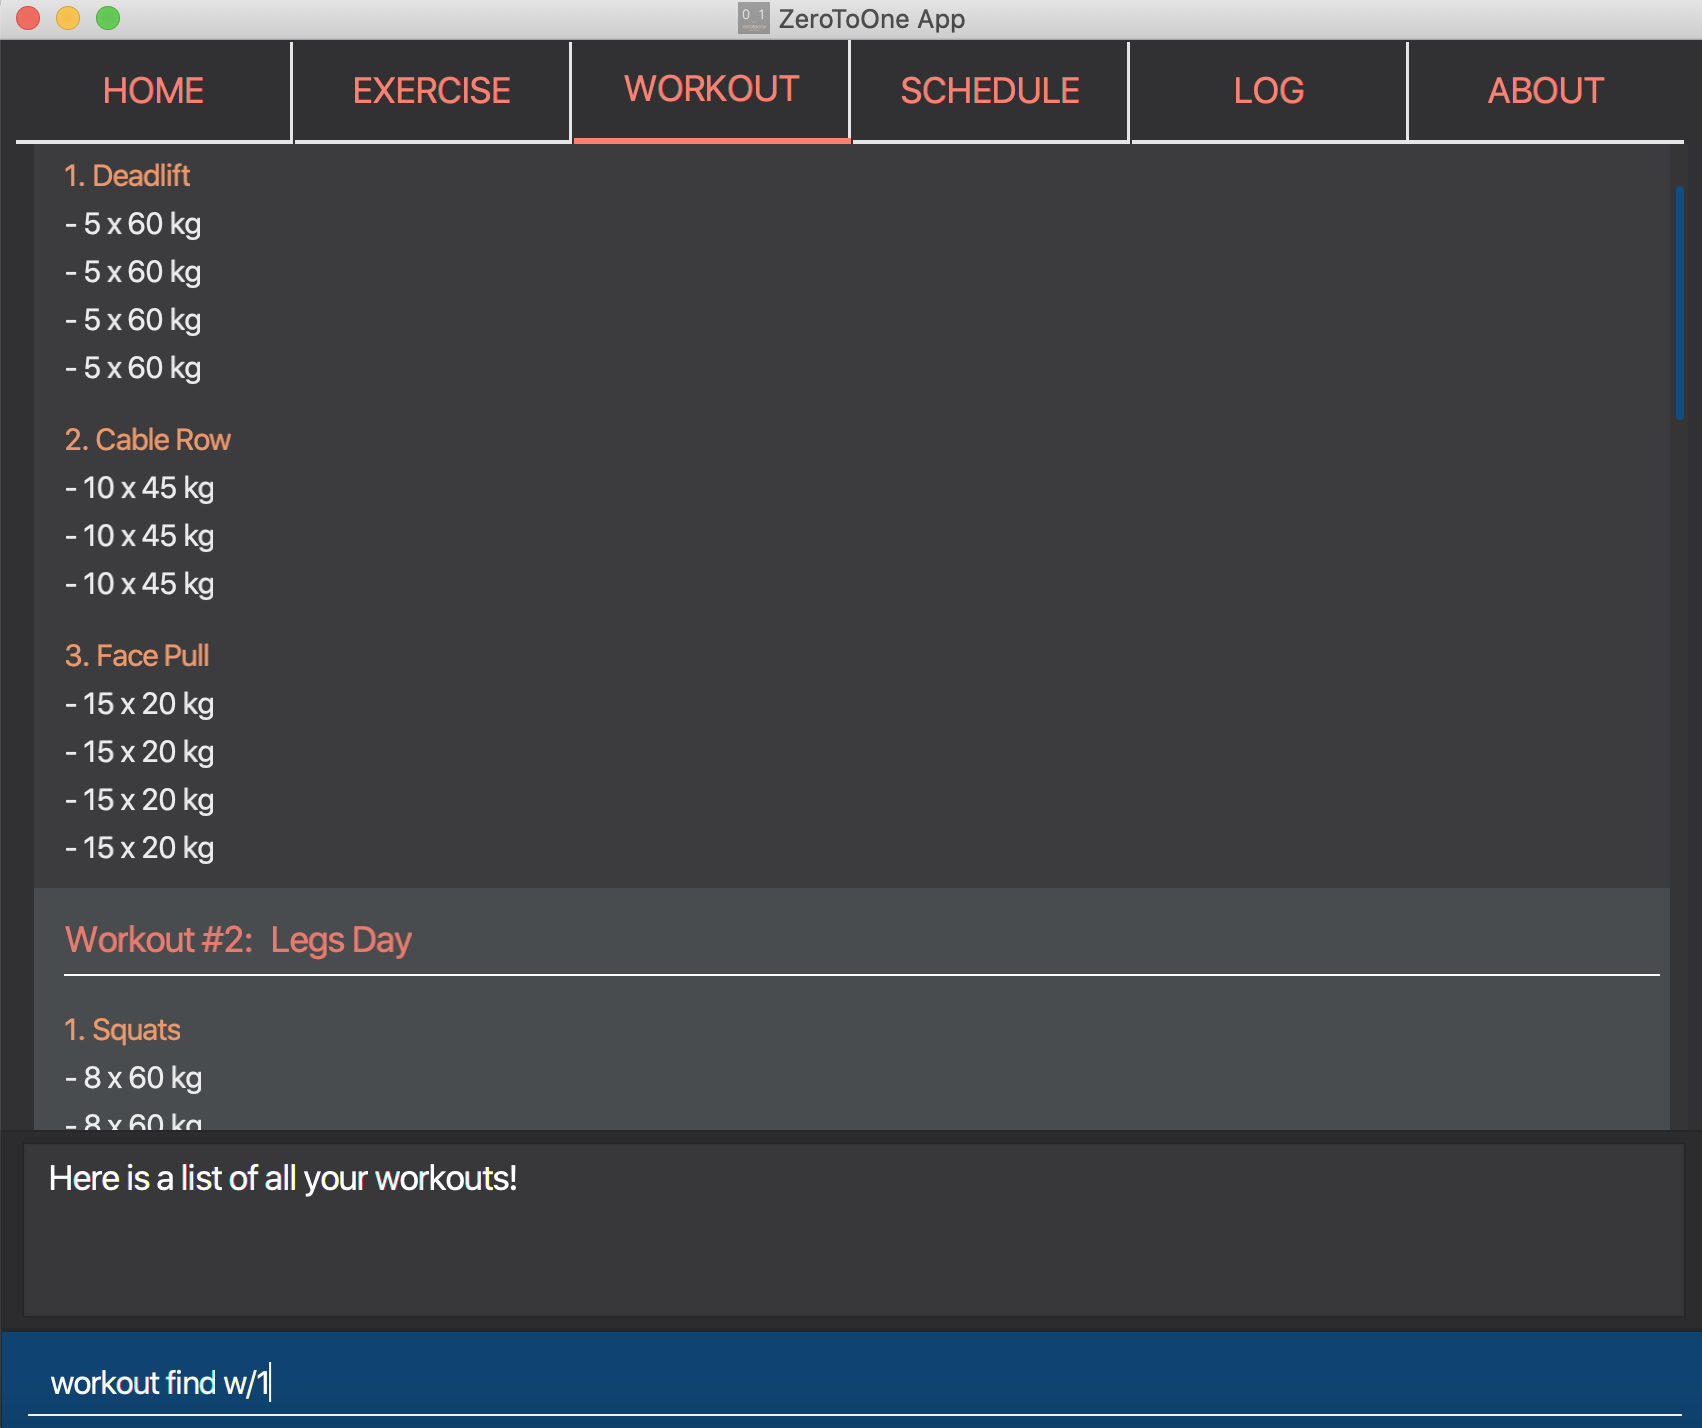 0 1
ZeroToOne App
HOME
EXERCISE
WORKOUT
SCHEDULE
LOG
ABOUT
1. Deadlift
- 5 x 60 kg
- 5 x 60 kg
- 5 x 60 kg
- 5 x 60 kg
2. Cable Row
- 10 x 45 kg
- 10 x 45 kg
- 10 x 45 kg
3. Face Pull
- 15 x 20 kg
- 15 x 20 kg
- 15 x 20 kg
- 15 x 20 kg
Workout #2: Legs Day
1. Squats
- 8 x 60 kg
- 8 x 60 kg
Here is a list of all your workouts!
workout find w/1